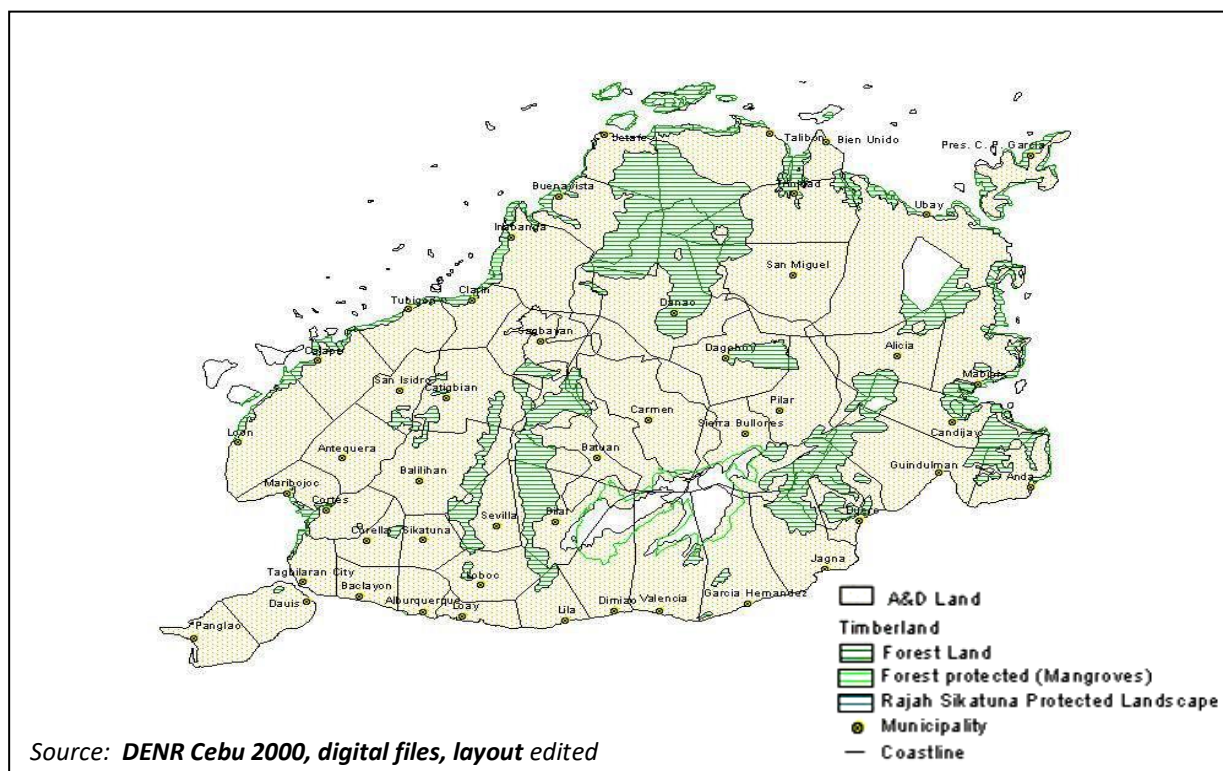 Jetafe
Talibon
Bien Unido
Pres. C. P. Garcia
Buenavista
Trinidad
Ubay
Inabanga
San Miguel
Clarin
Tubigon
Danao
Sagbayan
Calape
Dagohoy
Alicia
San Isidro
Catigbian
Mabini
Pilar
Carmen
Sierra Bullones
Loon
Candijay
Antequera
Batuan
Balilihan
Guindulman
Anda
Maribojoc
Cortes
Sevilla
Bilar
Duero
Corella
Sikatuna
Jagna
Tagbilaran City
Loboc
Baclayon
Garcia Hernandez
Dauis
Alburquerque
Loay
Lila
Dimiao
Valencia
Panglao
A&D Land
Timberland
Forest Land
Forest protected (Mangroves)
Rajah Sikatuna Protected Landscape
Municipality
Coastline
Source: DENR Cebu 2000, digital files, layout edited